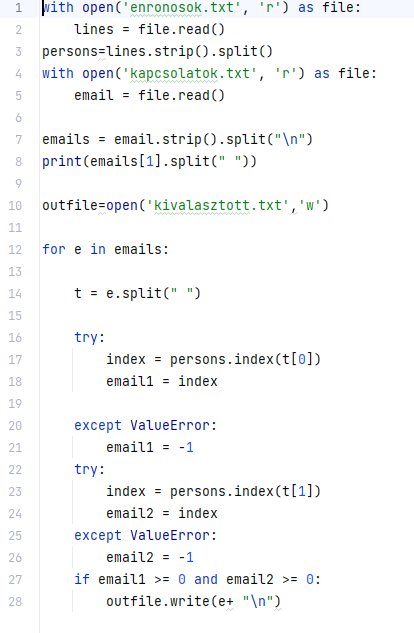 1 with open('enronosok.txt', 'r') as file:
2     lines = file.read()
3 persons=lines.strip().split()
4 with open('kapcsolatok.txt', 'r') as file:
5     email = file.read()
6
7 emails = email.strip().split("\n")
8 print(emails[1].split(" "))
9
10 outfile=open('kivalasztott.txt','w')
11
12 for e in emails:
13
14     t = e.split(" ")
15
16     try:
17         index = persons.index(t[0])
18         email1 = index
19
20     except ValueError:
21         email1 = -1
22     try:
23         index = persons.index(t[1])
24         email2 = index
25     except ValueError:
26         email2 = -1
27     if email1 >= 0 and email2 >= 0:
28         outfile.write(e+ "\n")